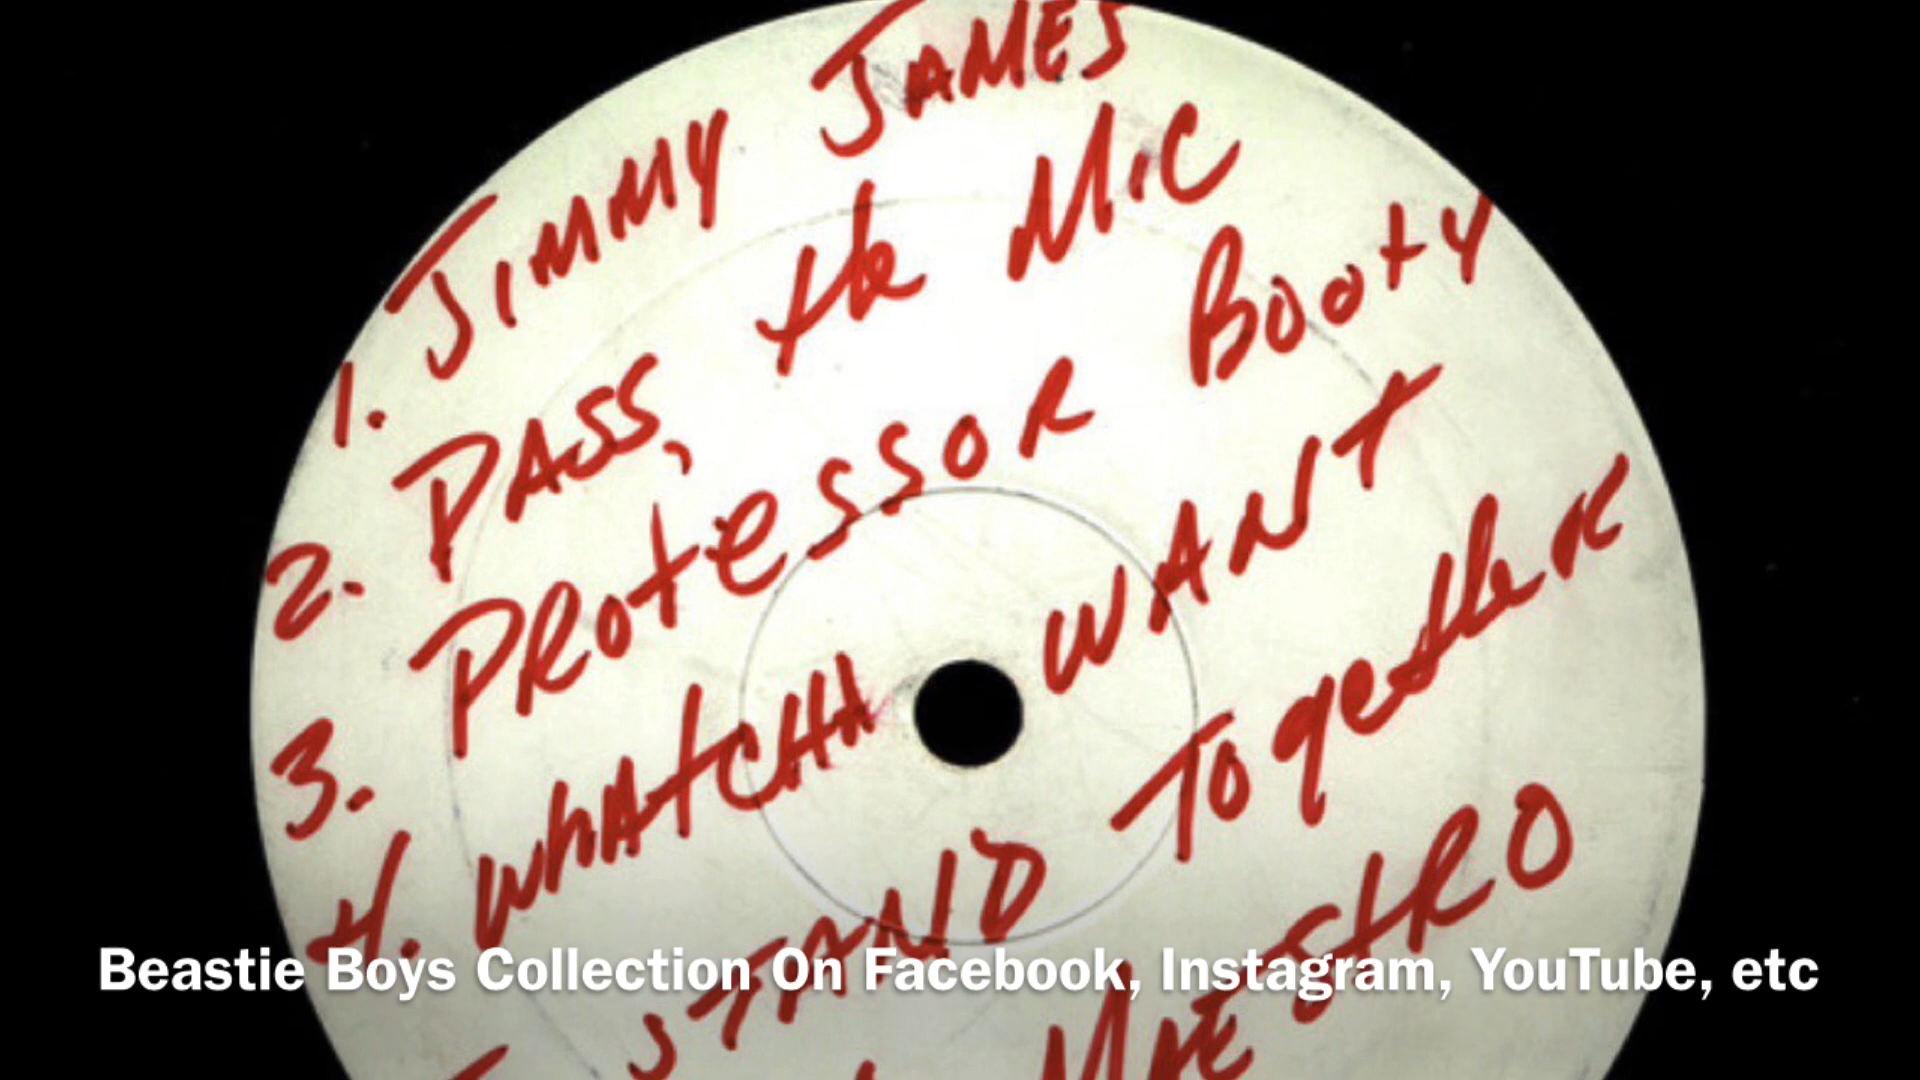 1. JIMMY JAMES
2. PASS, the MIC
3. PROFESSOR BOOTY
4. WHATCHA WANT
STAND TogetheR
MAESTRO
Beastie Boys Collection On Facebook, Instagram, YouTube, etc